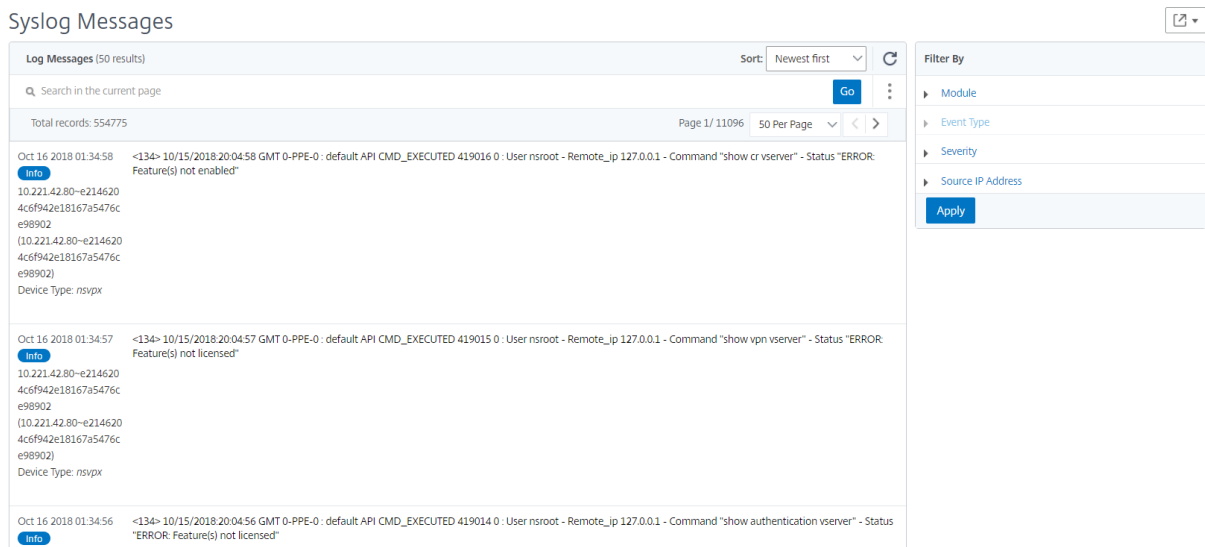 Syslog Messages
Log Messages (50 results)
Sort: Newest first
Search in the current page
Go
Total records: 554775
Page 1/ 11096 50 Per Page
Oct 16 2018 01:34:58
Info
10.221.42.80~e214620
4c6f942e18167a5476c
e98902
(10.221.42.80~e214620
4c6f942e18167a5476c
e98902)
Device Type: nsvpx
<134> 10/15/2018:20:04:58 GMT 0-PPE-0 : default API CMD_EXECUTED 419016 0 : User nsroot - Remote_ip 127.0.0.1 - Command "show cr vserver" - Status "ERROR:
Feature(s) not enabled"
Oct 16 2018 01:34:57
Info
10.221.42.80~e214620
4c6f942e18167a5476c
e98902
(10.221.42.80~e214620
4c6f942e18167a5476c
e98902)
Device Type: nsvpx
<134> 10/15/2018:20:04:57 GMT 0-PPE-0 : default API CMD_EXECUTED 419015 0 : User nsroot - Remote_ip 127.0.0.1 - Command "show vpn vserver" - Status "ERROR:
Feature(s) not licensed"
Oct 16 2018 01:34:56
Info
<134> 10/15/2018:20:04:56 GMT 0-PPE-0 : default API CMD_EXECUTED 419014 0 : User nsroot - Remote_ip 127.0.0.1 - Command "show authentication vserver" - Status
"ERROR: Feature(s) not licensed"
Filter By
Module
Event Type
Severity
Source IP Address
Apply